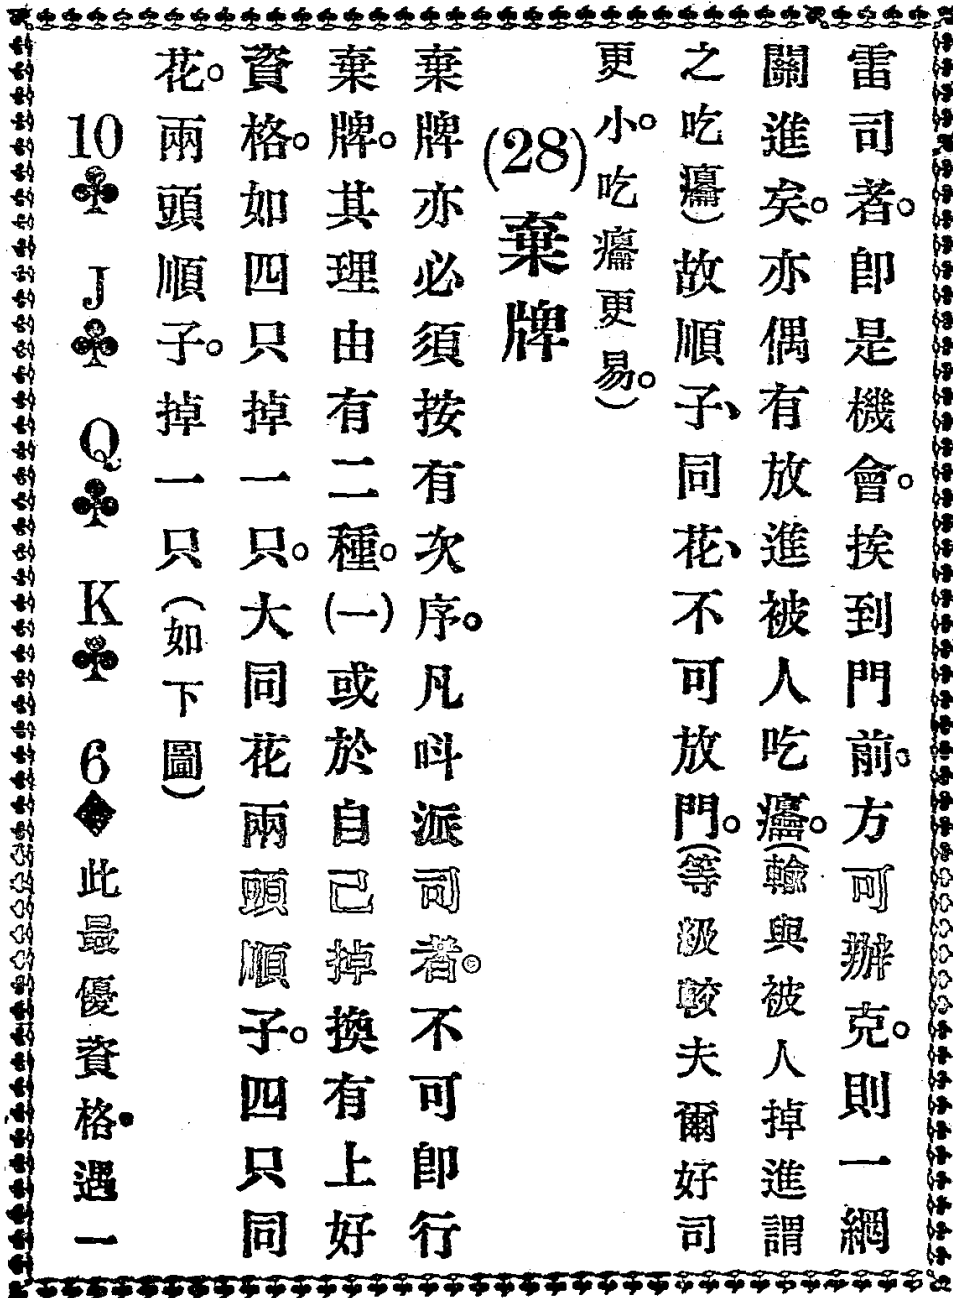 雷司者。卽是機會。挨到門前。方可辦克則一網
關進矣。亦偶有放進被人吃癟。(輸與被人掉進謂
之吃癟)故順子、同花、不可放門。(等級較夫爾好司
更小。吃癟更易。)
(28)棄牌
棄牌亦必須按有次序。凡呌派司者。不可卽行
棄牌。其理由有二種。(一)或於自己掉換有上好
資格。如四只掉一只。大同花兩頭順子。四只同
花。兩頭順子。掉一只(如下圖)
10♣ J♣ Q♣ K♣ 6♦此最優資格。遇一